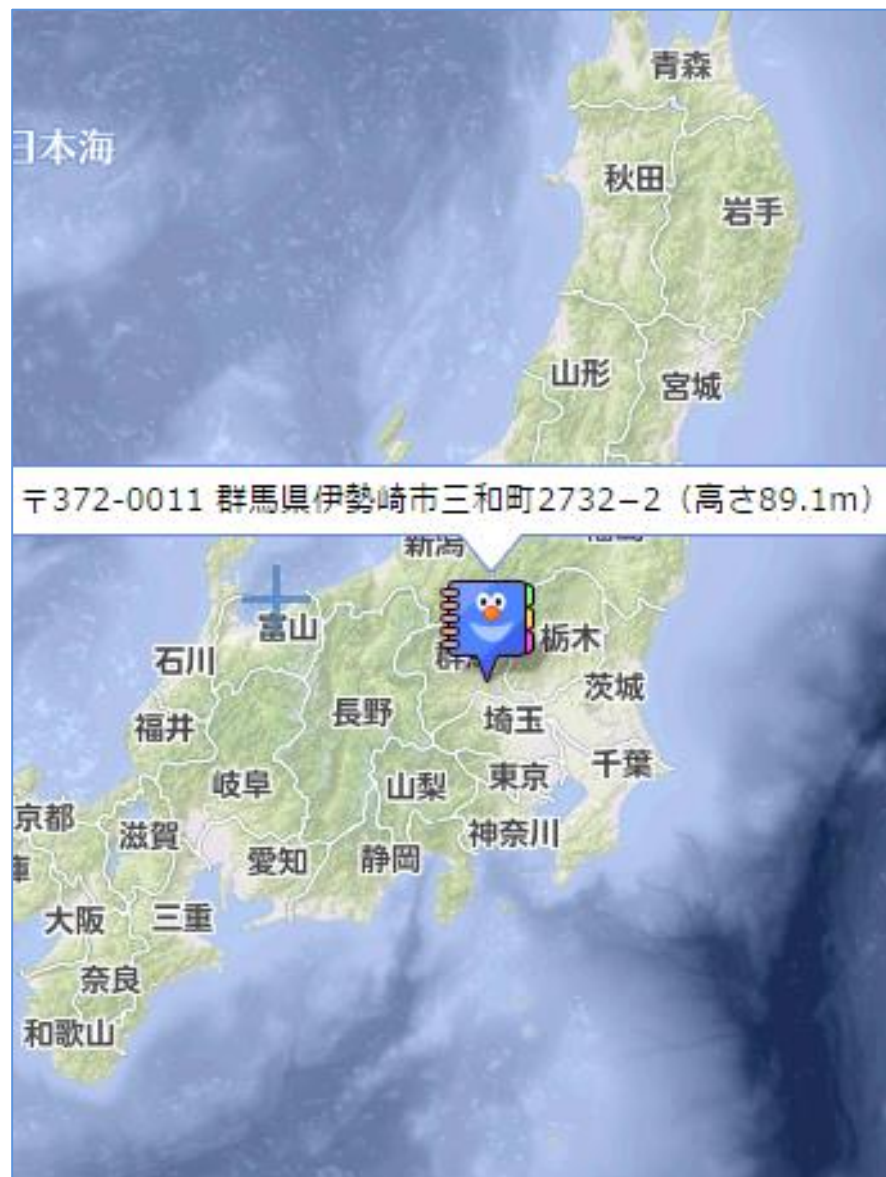 青森
日本海
秋田
岩手
山形
宮城
〒372-0011 群馬県伊勢崎市三和町2732−2（高さ89.1m）
新潟
富山
栃木
石川
茨城
長野
埼玉
福井
千葉
東京
岐阜
山梨
京都
滋賀
神奈川
愛知
静岡
大阪
三重
奈良
和歌山